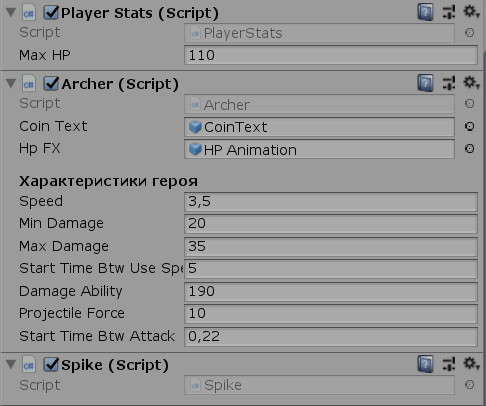 Player Stats (Script)
Script PlayerStats
Max HP 110
Archer (Script)
Script Archer
Coin Text CoinText
Hp FX HP Animation
Характеристики героя
Speed 3,5
Min Damage 20
Max Damage 35
Start Time Btw Use Spe 5
Damage Ability 190
Projectile Force 10
Start Time Btw Attack 0,22
Spike (Script)
Script Spike